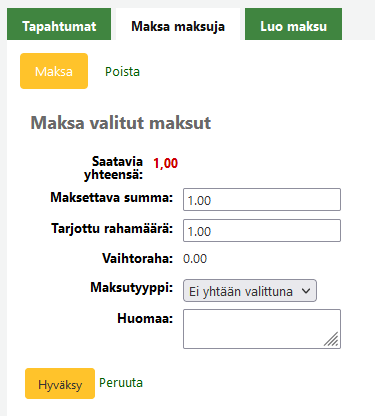 Tapahtumat Maksa maksuja Luo maksu
Maksa Poista
Maksa valitut maksut
Saatavia yhteensä: 1,00
Maksettava summa: 1.00
Tarjottu rahamäärä: 1.00
Vaihtoraha: 0.00
Maksutyyppi: Ei yhtään valittuna
Huomaa:
Hyväksy Peruuta